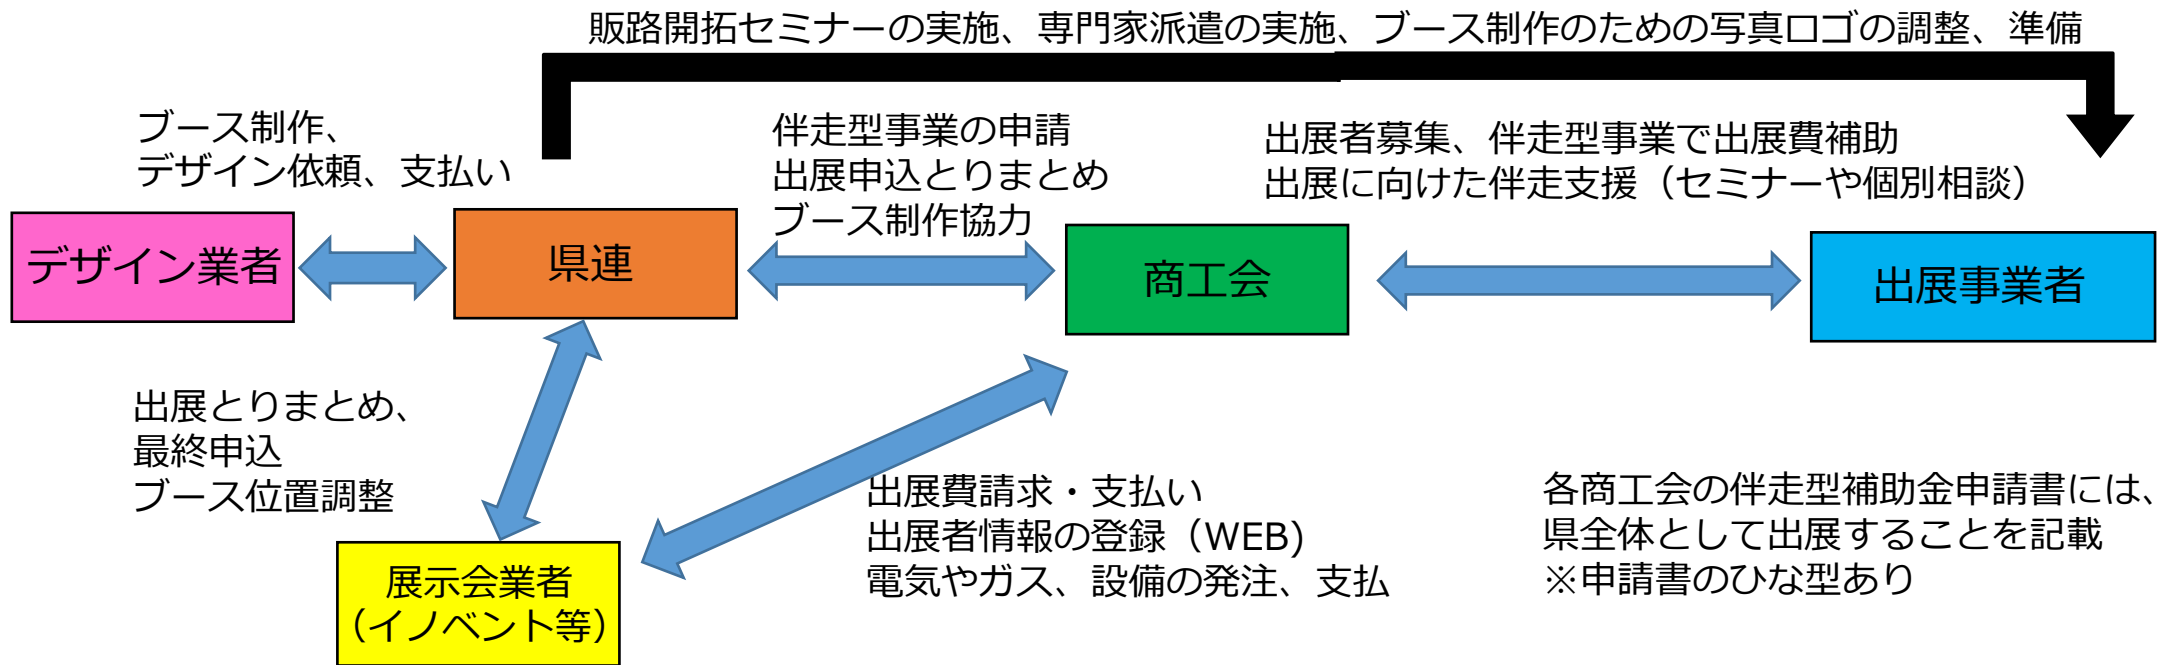 販路開拓セミナーの実施、専門家派遣の実施、ブース制作のための写真ロゴの調整、準備
ブース制作、
デザイン依頼、支払い
伴走型事業の申請
出展申込とりまとめ
ブース制作協力
出展者募集、伴走型事業で出展費補助
出展に向けた伴走支援（セミナーや個別相談）
デザイン業者
県連
商工会
出展事業者
出展とりまとめ、
最終申込
ブース位置調整
出展費請求・支払い
出展者情報の登録（WEB)
電気やガス、設備の発注、支払
各商工会の伴走型補助金申請書には、
県全体として出展することを記載
※申請書のひな型あり
展示会業者
（イノベント等）